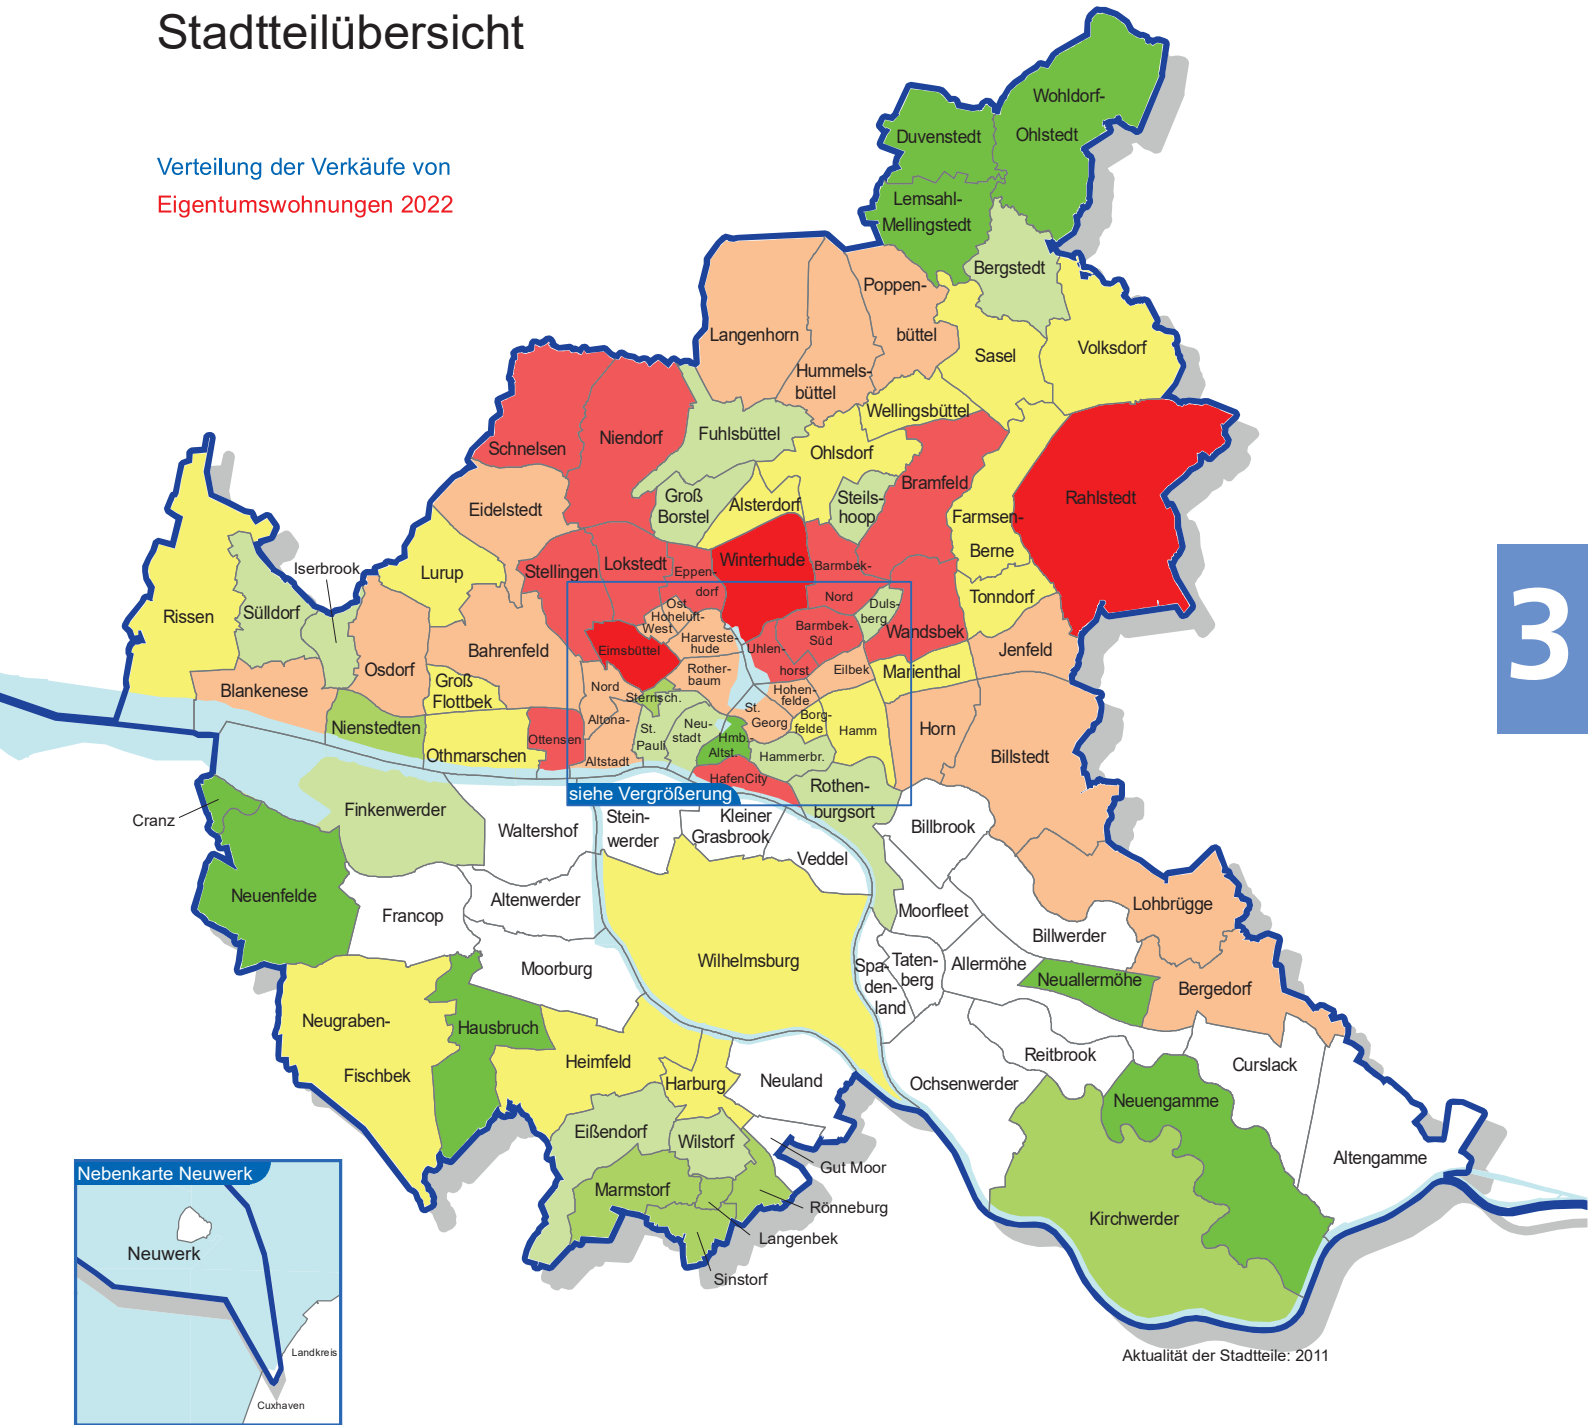 Stadtteilübersicht
Verteilung der Verkäufe von
Eigentumswohnungen 2022
Wohldorf-
Ohlstedt
Duvenstedt
Lemsahl-
Mellingstedt
Bergstedt
Poppen-
büttel
Langenhorn
Hummels-
büttel
Sasel
Volksdorf
Wellingsbüttel
Schnelsen
Niendorf
Fuhlsbüttel
Ohlsdorf
Bramfeld
Rahlstedt
Eidelstedt
Groß
Borstel
Alsterdorf
Steils-
hoop
Farmsen-
Berne
Lurup
Stellingen
Lokstedt
Eppen-
dorf
Winterhude
Barmbek-
Nord
Iserbrook
Rissen
Sülldorf
Ost
Hoheluft-
West
Harveste-
hude
Duls-
berg
Barmbek-
Süd
Wandsbek
Tonndorf
Jenfeld
Osdorf
Bahrenfeld
Eimsbüttel
Rother-
baum
Uhlen-
horst
Eilbek
Marienthal
Blankenese
Groß
Flottbek
Nord
Altona-
Altstadt
Sternsch.
Hohen-
felde
St.
Georg
Borg-
felde
Hamm
Horn
Billstedt
Nienstedten
Othmarschen
Ottensen
St.
Pauli
Neu-
stadt
Hmb.-
Altst.
Hammerbr.
HafenCity
Rothen-
burgsort
siehe Vergrößerung
3
Cranz
Finkenwerder
Waltershof
Stein-
werder
Kleiner
Grasbrook
Veddel
Billbrook
Neuenfelde
Francop
Altenwerder
Moorfleet
Lohbrügge
Billwerder
Moorburg
Wilhelmsburg
Spa-
den-
land
Taten-
berg
Allermöhe
Neuallermöhe
Bergedorf
Neugraben-
Fischbek
Hausbruch
Heimfeld
Harburg
Neuland
Ochsenwerder
Reitbrook
Curslack
Neuengamme
Eißendorf
Wilstorf
Gut Moor
Altengamme
Marmstorf
Rönneburg
Langenbek
Sinstorf
Kirchwerder
Nebenkarte Neuwerk
Neuwerk
Landkreis
Cuxhaven
Aktualität der Stadtteile: 2011